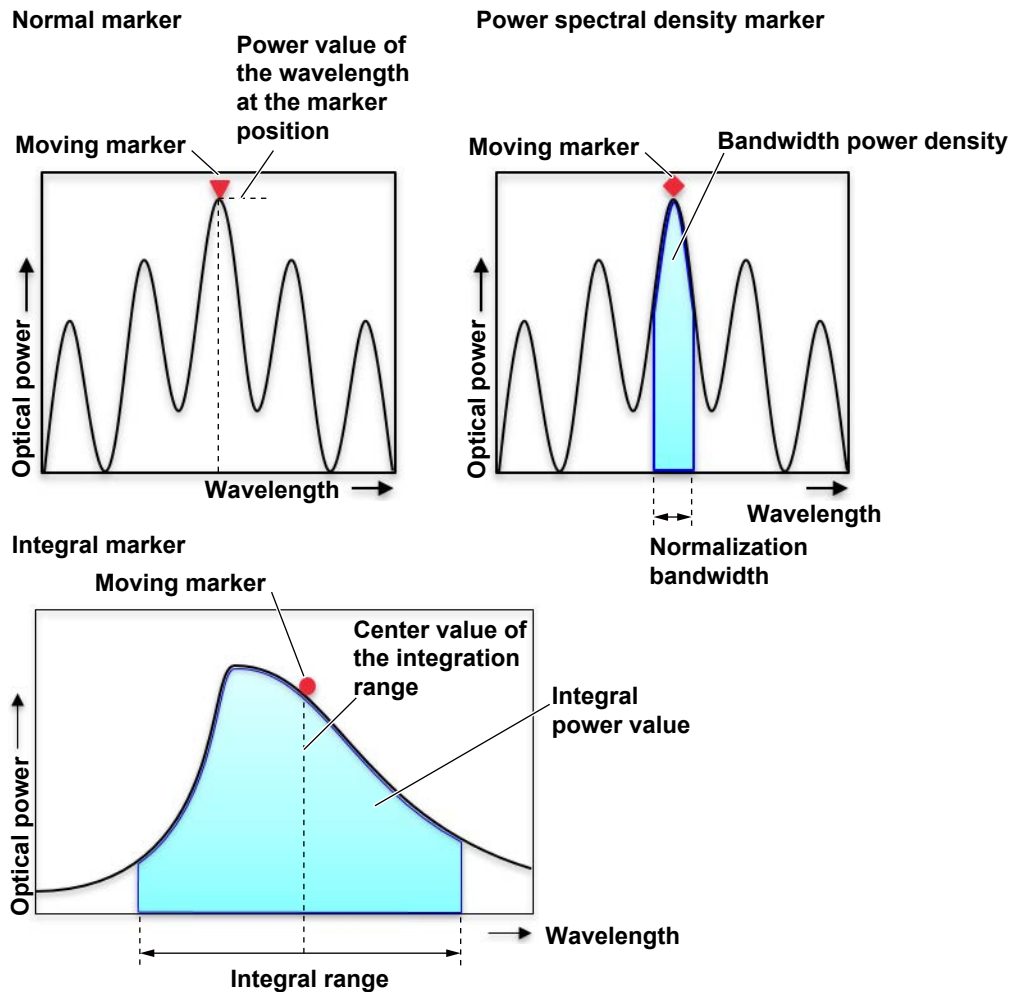 Normal marker
Power spectral density marker
Power value of
the wavelength
at the marker
position
Moving marker
Optical power
Wavelength
Moving marker
Bandwidth power density
Optical power
Wavelength
Normalization
bandwidth
Integral marker
Moving marker
Center value of
the integration
range
Integral
power value
Optical power
Wavelength
Integral range